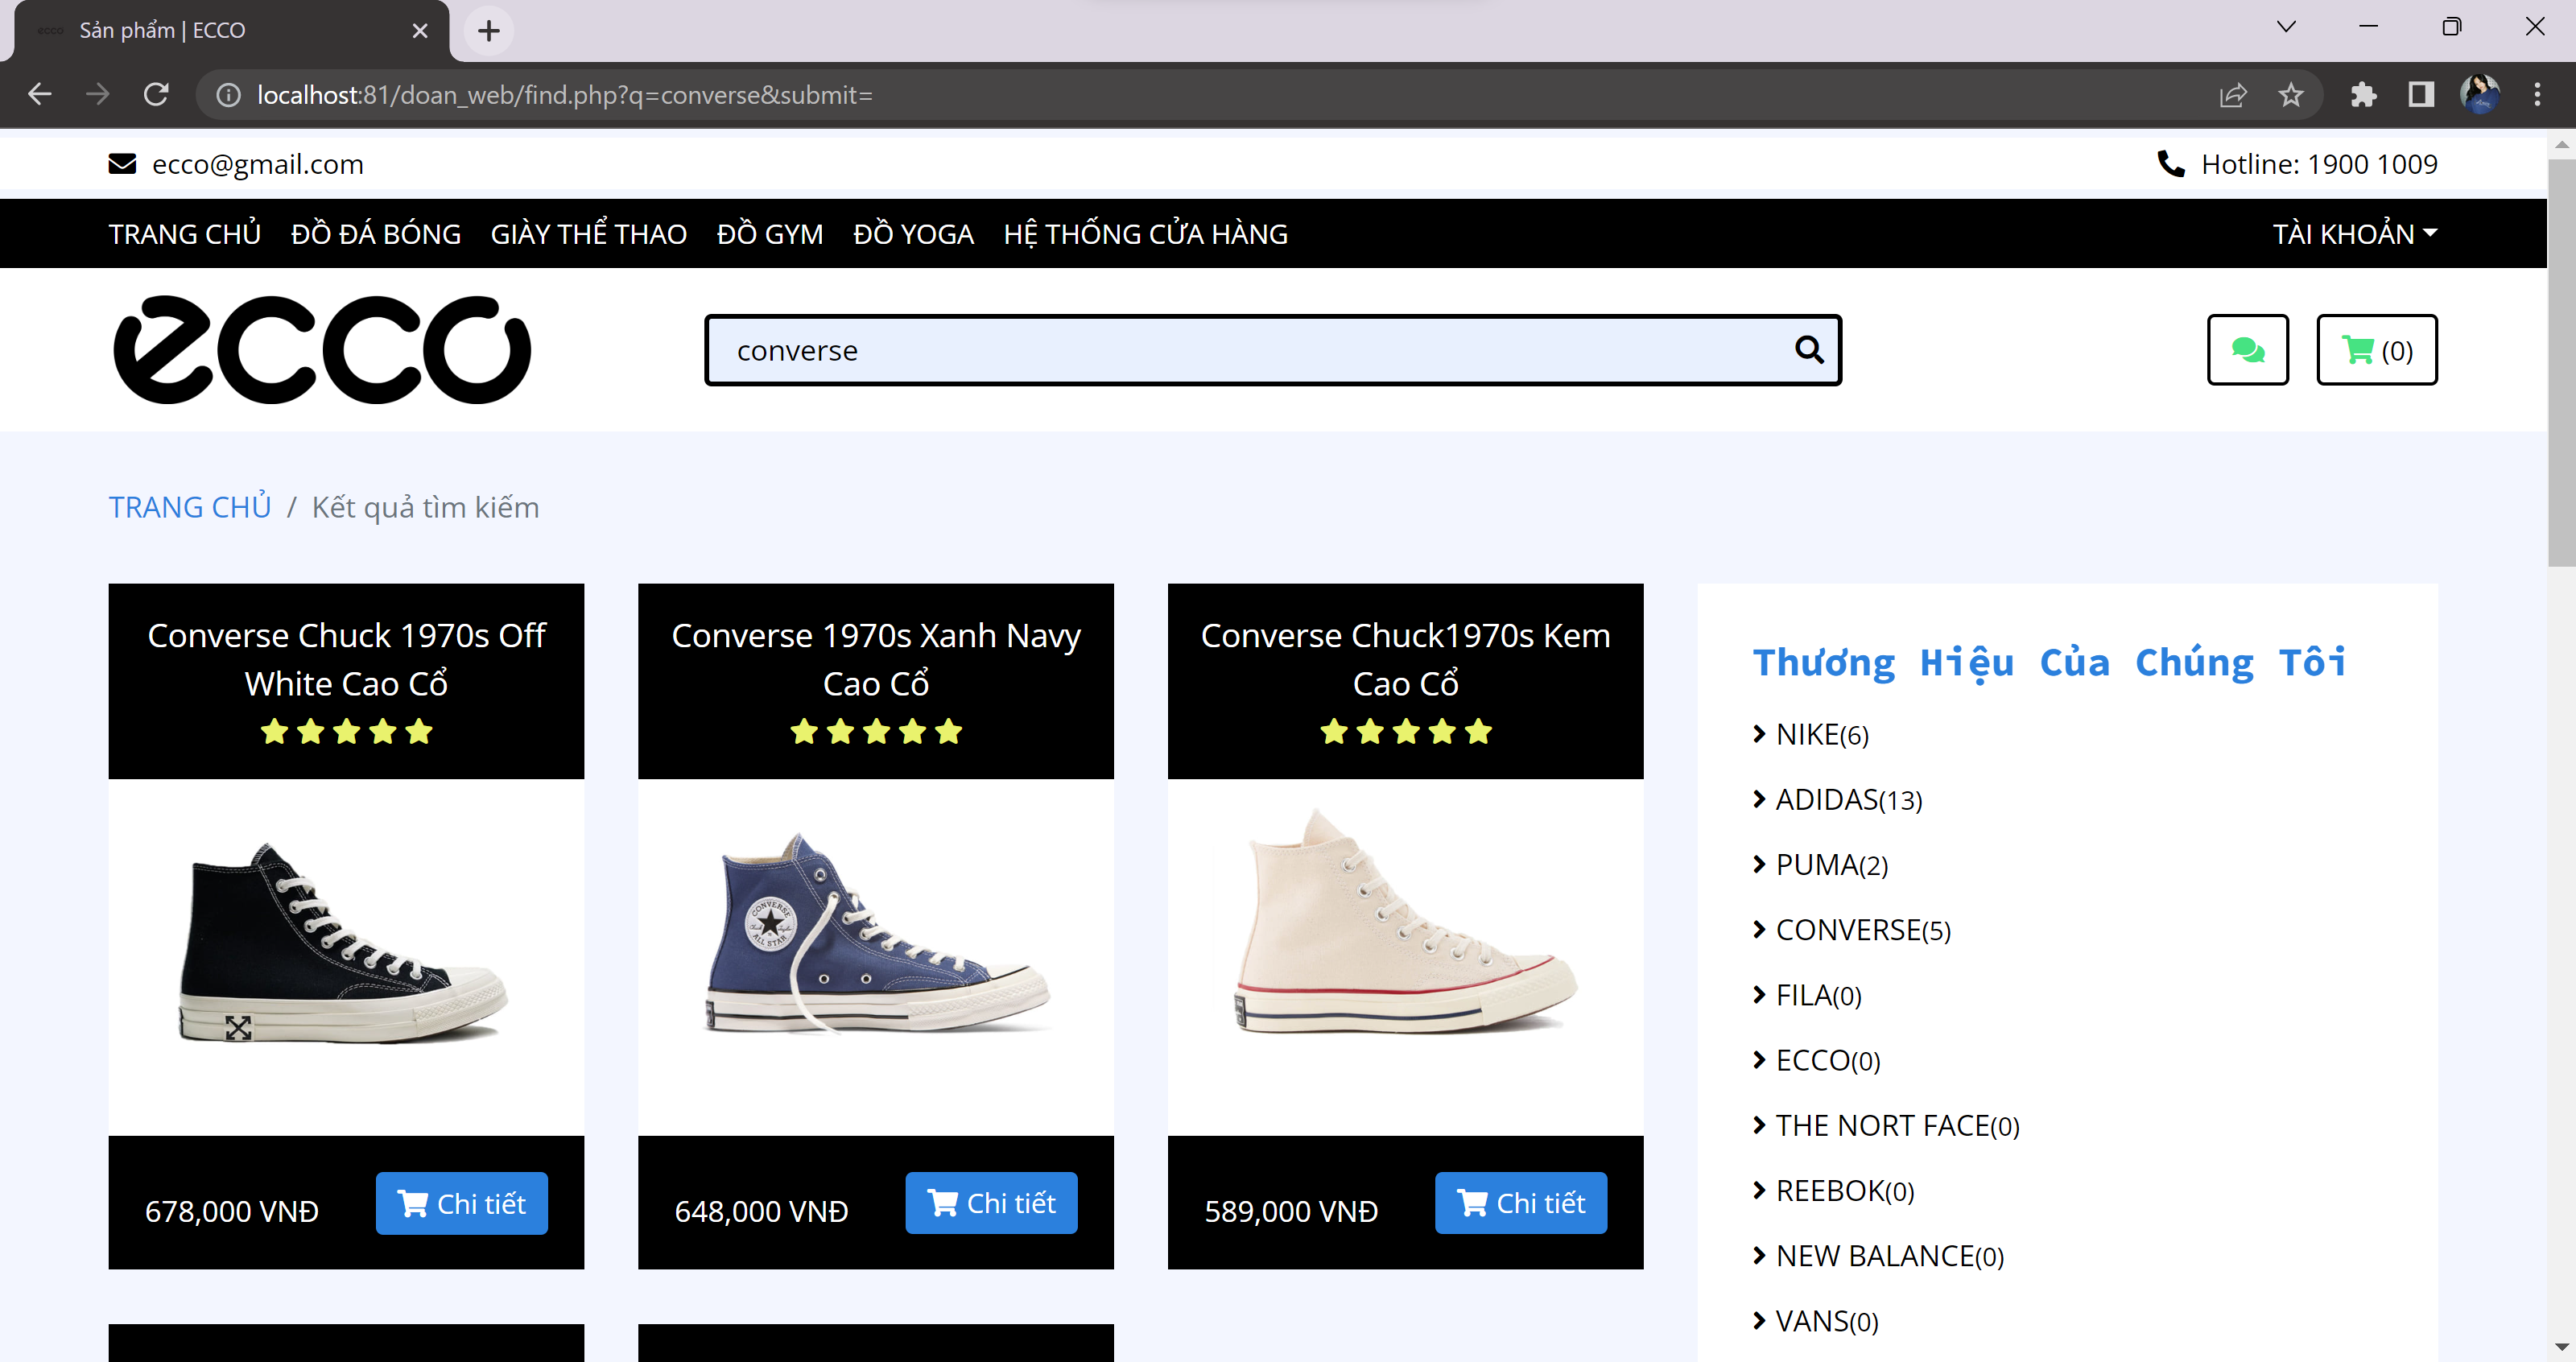 ecco Sản phẩm | ECCO
localhost:81/doan_web/find.php?q=converse&submit=
ecco@gmail.com
Hotline: 1900 1009
TRANG CHỦ ĐỒ ĐÁ BÓNG GIÀY THỂ THAO ĐỒ GYM ĐỒ YOGA HỆ THỐNG CỬA HÀNG
TÀI KHOẢN
ecco
converse
(0)
TRANG CHỦ / Kết quả tìm kiếm
Converse Chuck 1970s Off
White Cao Cổ
678,000 VNĐ
Chi tiết
Converse 1970s Xanh Navy
Cao Cổ
CONVERSE
ALL STAR
648,000 VNĐ
Chi tiết
Converse Chuck1970s Kem
Cao Cổ
589,000 VNĐ
Chi tiết
Thương Hiệu Của Chúng Tôi
NIKE(6)
ADIDAS(13)
PUMA(2)
CONVERSE(5)
FILA(0)
ECCO(0)
THE NORT FACE(0)
REEBOK(0)
NEW BALANCE(0)
VANS(0)